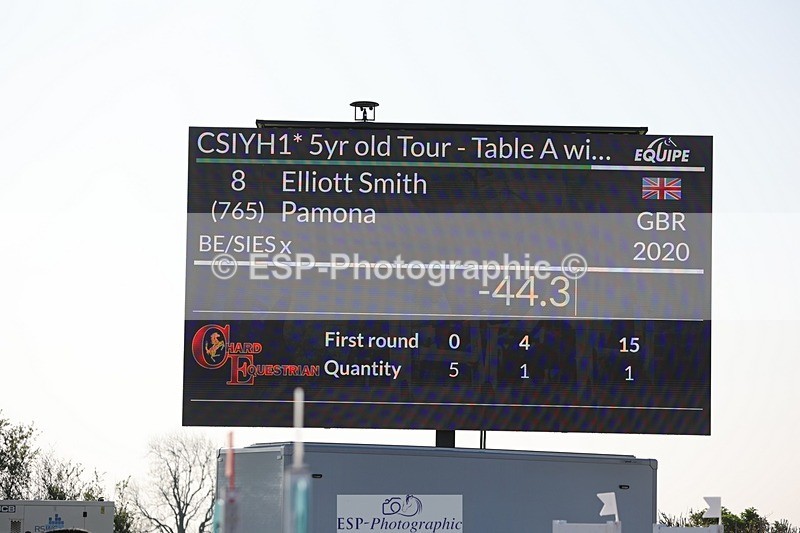 CSIYH1* 5yr old Tour - Table A wi...
EQUIPE
8 Elliott Smith
(765) Pamona GBR
BE/SIES x 2020
© ESP-Photographic ©
-44.3
First round 0 4 15
Quantity 5 1 1
CHARD
EQUESTRIAN
ESP-Photographic